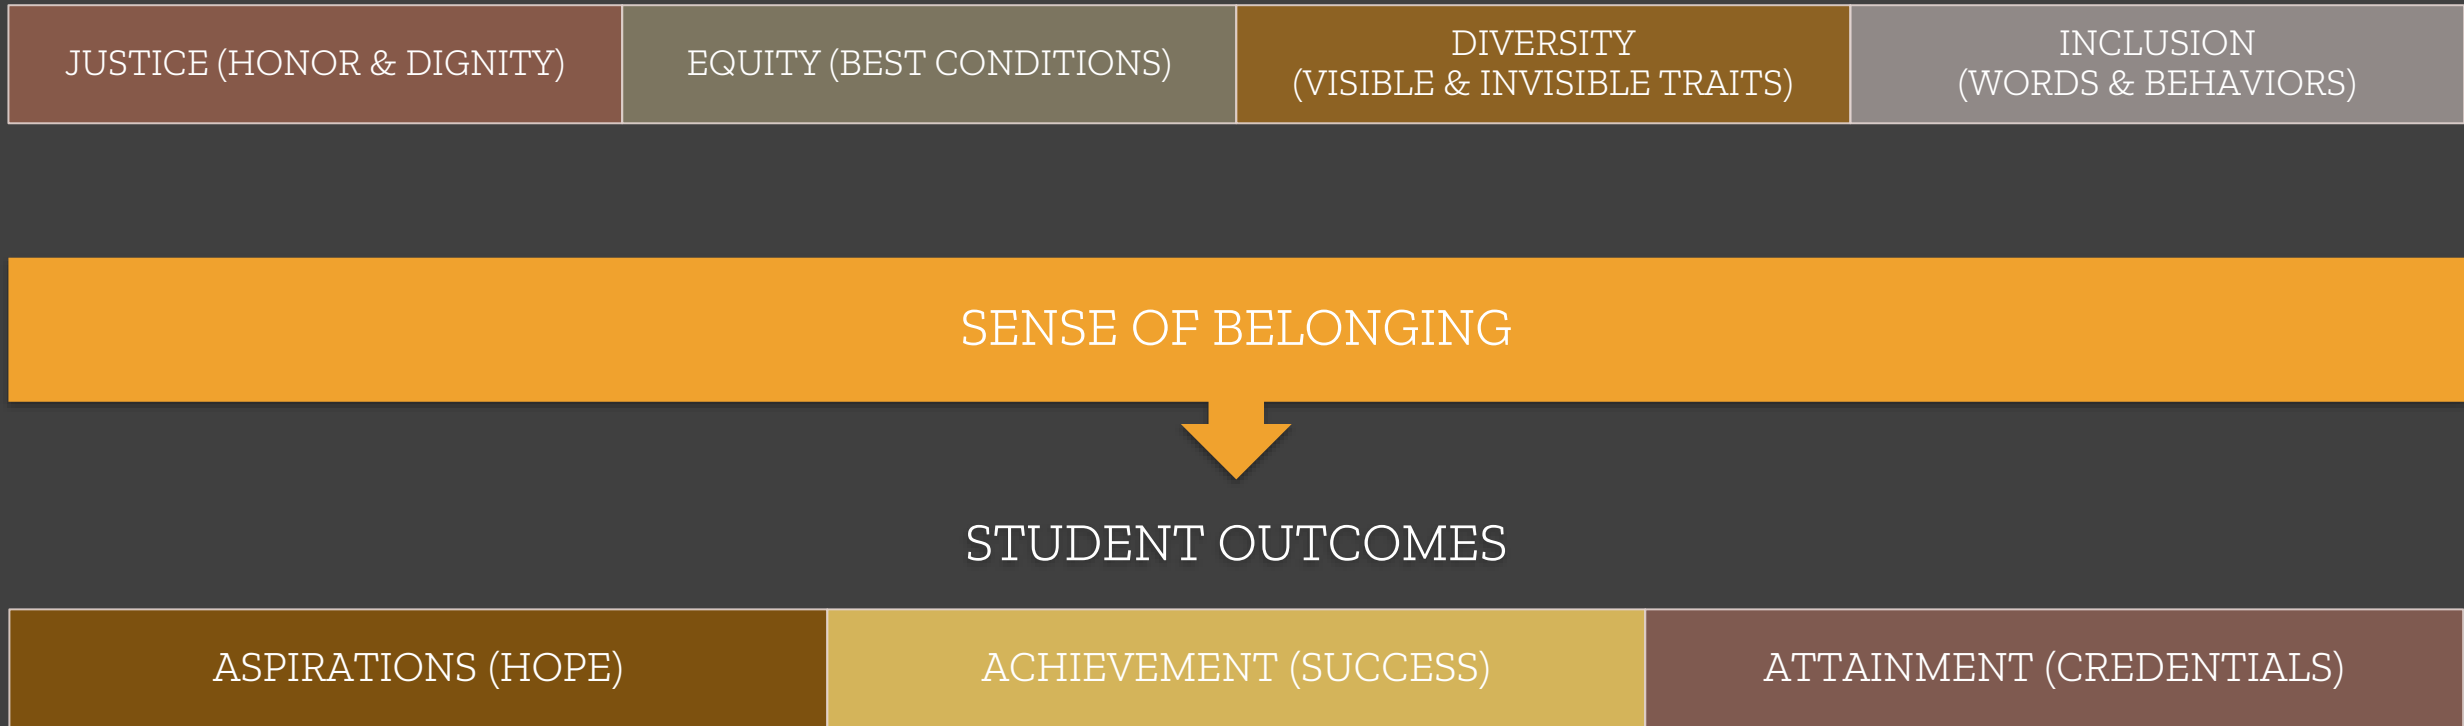 JUSTICE (HONOR & DIGNITY)
EQUITY (BEST CONDITIONS)
DIVERSITY
(VISIBLE & INVISIBLE TRAITS)
INCLUSION
(WORDS & BEHAVIORS)
SENSE OF BELONGING
STUDENT OUTCOMES
ASPIRATIONS (HOPE)
ACHIEVEMENT (SUCCESS)
ATTAINMENT (CREDENTIALS)